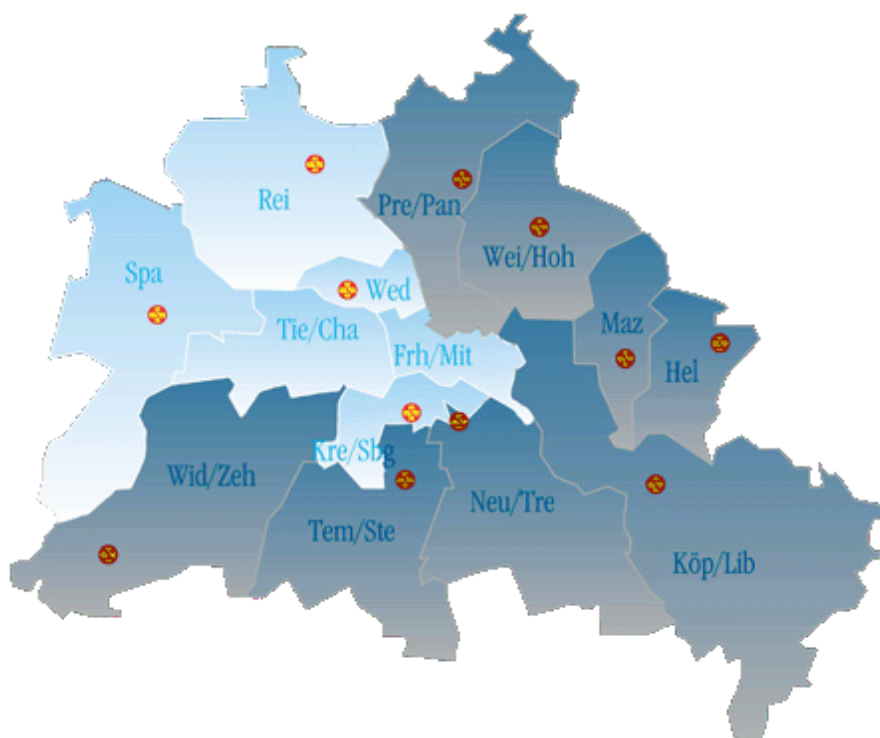 Rei
Pre/Pan
Wei/Hoh
Spa
Wed
Tie/Cha
Maz
Frh/Mit
Hel
Kre/Sbg
Wid/Zeh
Neu/Tre
Tem/Ste
Köp/Lib